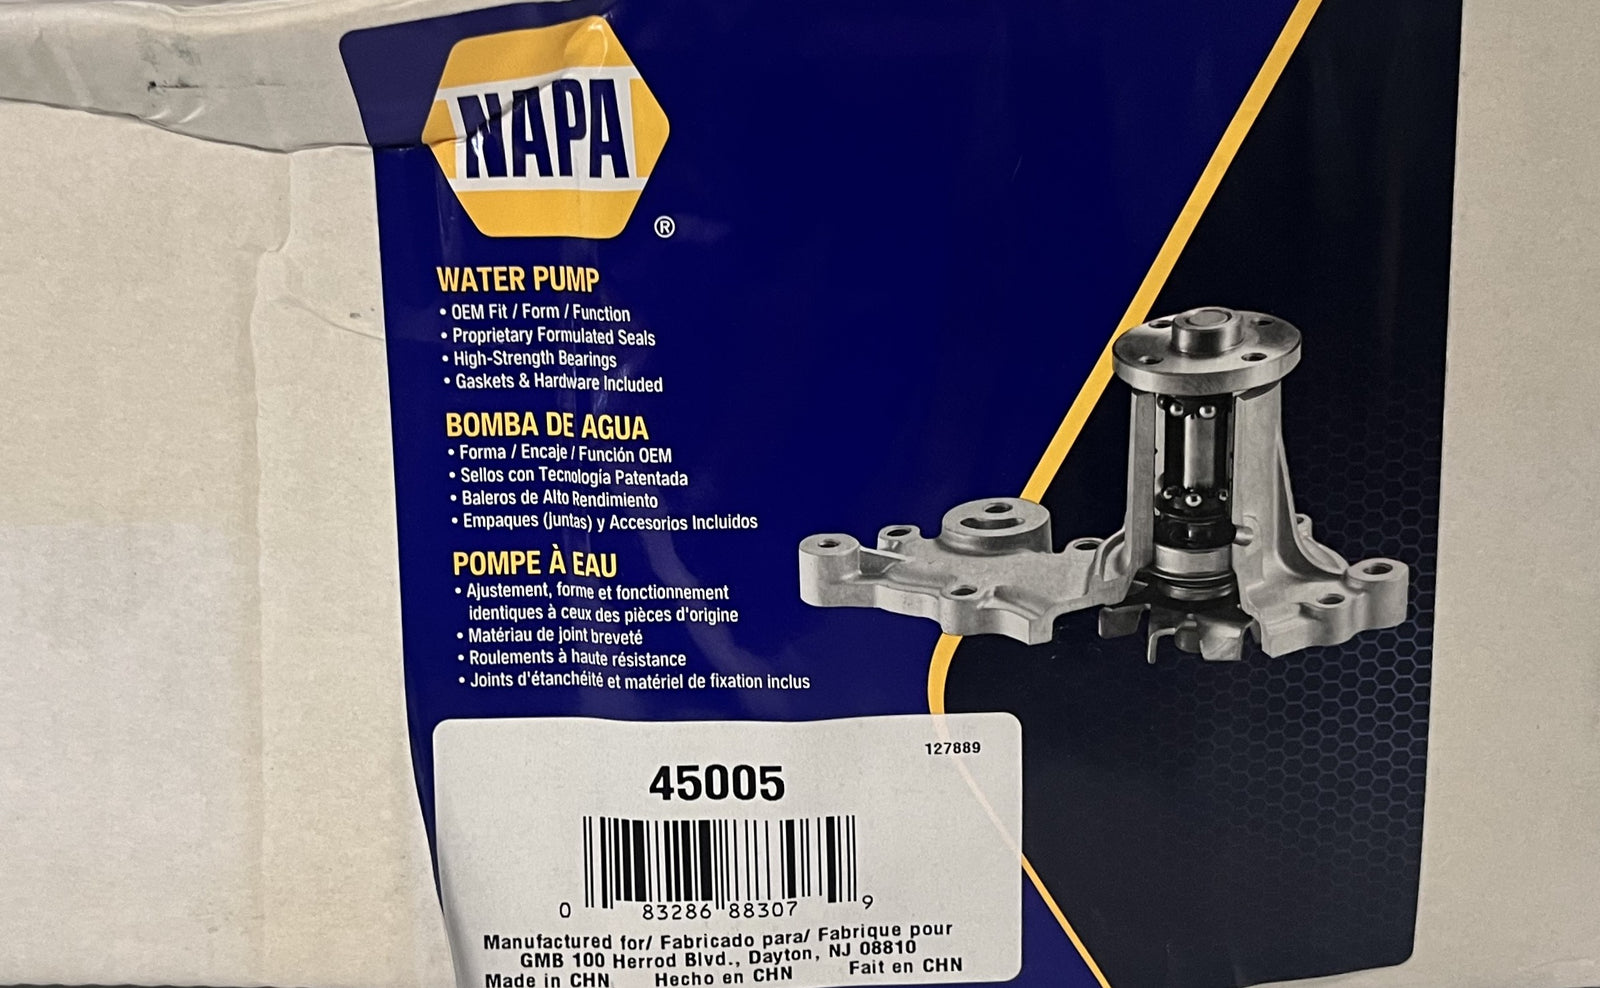 NAPA
®
WATER PUMP
• OEM Fit / Form / Function
• Proprietary Formulated Seals
• High-Strength Bearings
• Gaskets & Hardware Included
BOMBA DE AGUA
• Forma / Encaje / Función OEM
• Sellos con Tecnología Patentada
• Baleros de Alto Rendimiento
• Empaques (juntas) y Accesorios Incluidos
POMPE À EAU
• Ajustement, forme et fonctionnement
identiques à ceux des pièces d'origine
• Matériau de joint breveté
• Roulements à haute résistance
• Joints d'étanchéité et matériel de fixation inclus
127889
45005
0 83286 88307 9
Manufactured for/ Fabricado para/ Fabrique pour
GMB 100 Herrod Blvd., Dayton, NJ 08810
Made in CHN Hecho en CHN Fait en CHN